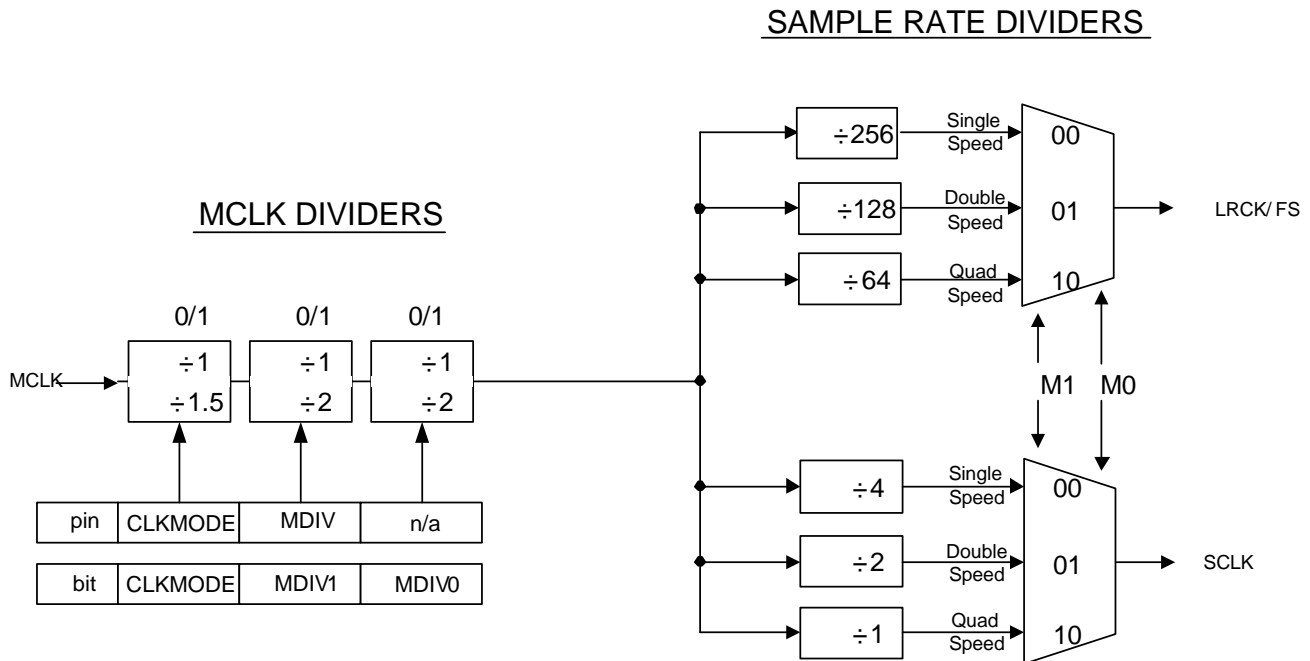 SAMPLE RATE DIVIDERS
÷256
Single
Speed
00
÷128
Double
Speed
01
LRCK/FS
÷64
Quad
Speed
10
MCLK DIVIDERS
0/1 0/1 0/1
÷1 ÷1 ÷1
MCLK
÷1.5 ÷2 ÷2
M1 M0
pin CLKMODE MDIV n/a
bit CLKMODE MDIV1 MDIV0
÷4
Single
Speed
00
÷2
Double
Speed
01
SCLK
÷1
Quad
Speed
10